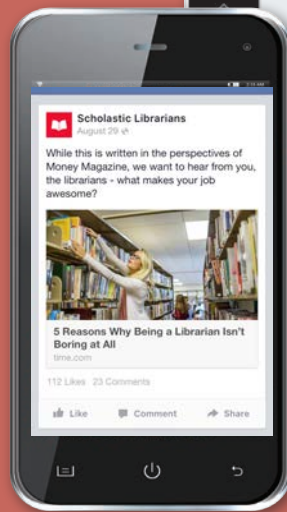 Scholastic Librarians
August 29
While this is written in the perspectives of
Money Magazine, we want to hear from you,
the librarians - what makes your job
awesome?
5 Reasons Why Being a Librarian Isn't
Boring at All
time.com
112 Likes 23 Comments
Like Comment Share